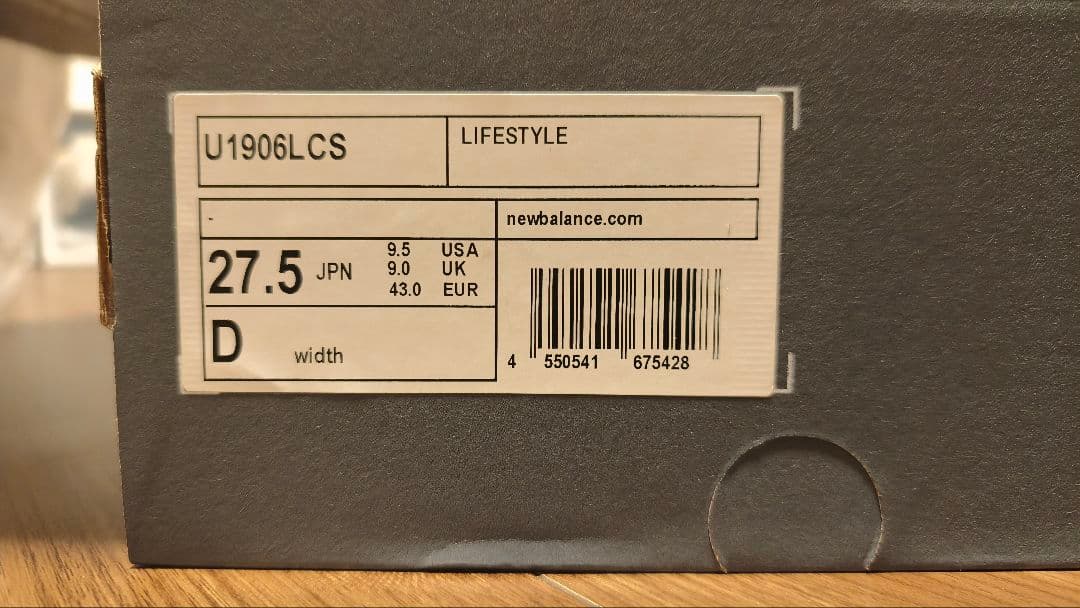 U1906LCS
LIFESTYLE
-
newbalance.com
27.5 JPN
9.5 USA
9.0 UK
43.0 EUR
D width
4 550541 675428